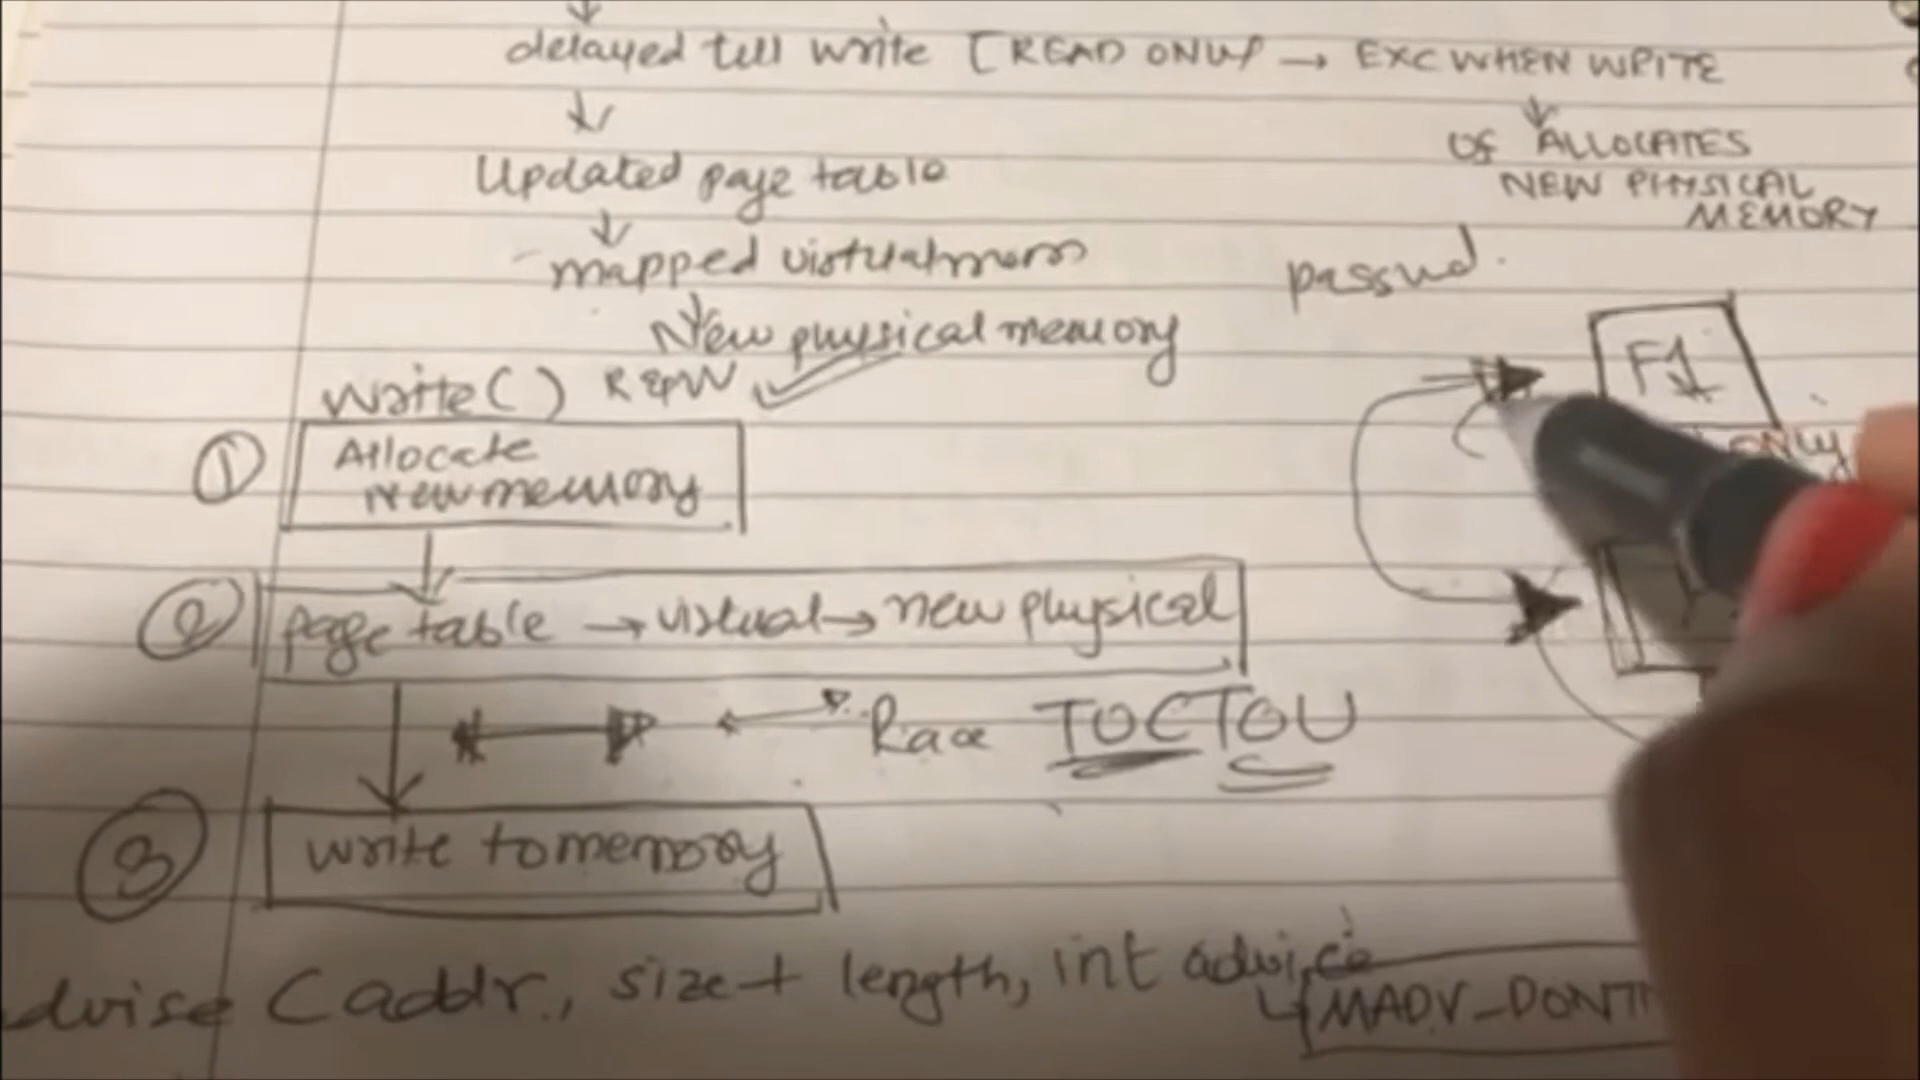 delayed till write [READ ONLY → EXC WHEN WRITE
OS ALLOCATES
NEW PHYSICAL
MEMORY
Updated page table
mapped virtual mem
New physical memory
passwd.
F1
only
Write() R & W
① Allocate
New memory
② page table → virtual → new physical
Race TOCTOU
③ write to memory
dvise (addr, size_t length, int advice
MADV_DONT